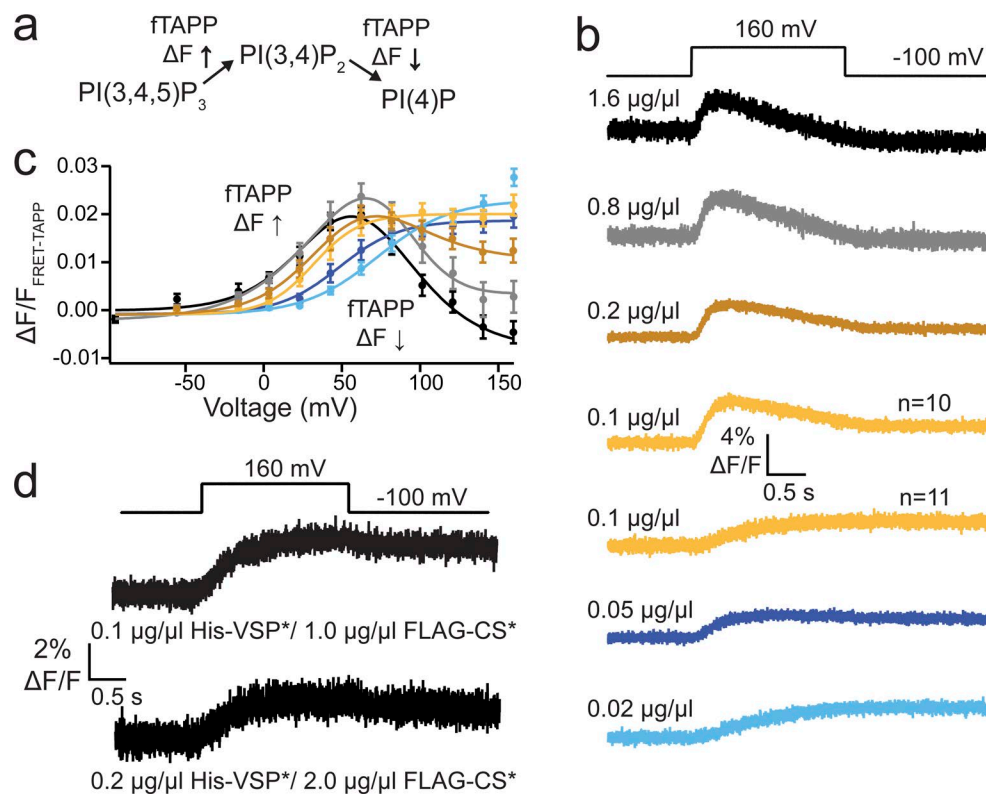 a
fTAPP
ΔF ↑
fTAPP
ΔF ↓
PI(3,4,5)P3
PI(3,4)P2
PI(4)P
b
160 mV
-100 mV
1.6 µg/µl
0.8 µg/µl
0.2 µg/µl
0.1 µg/µl
n=10
4%
ΔF/F
0.5 s
0.1 µg/µl
n=11
0.05 µg/µl
0.02 µg/µl
c
0.03
0.02
0.01
0.00
-0.01
ΔF/F FRET-TAPP
fTAPP
ΔF ↑
fTAPP
ΔF ↓
-50
0
50
100
150
Voltage (mV)
d
160 mV
-100 mV
0.1 µg/µl His-VSP*/ 1.0 µg/µl FLAG-CS*
2%
ΔF/F
0.5 s
0.2 µg/µl His-VSP*/ 2.0 µg/µl FLAG-CS*